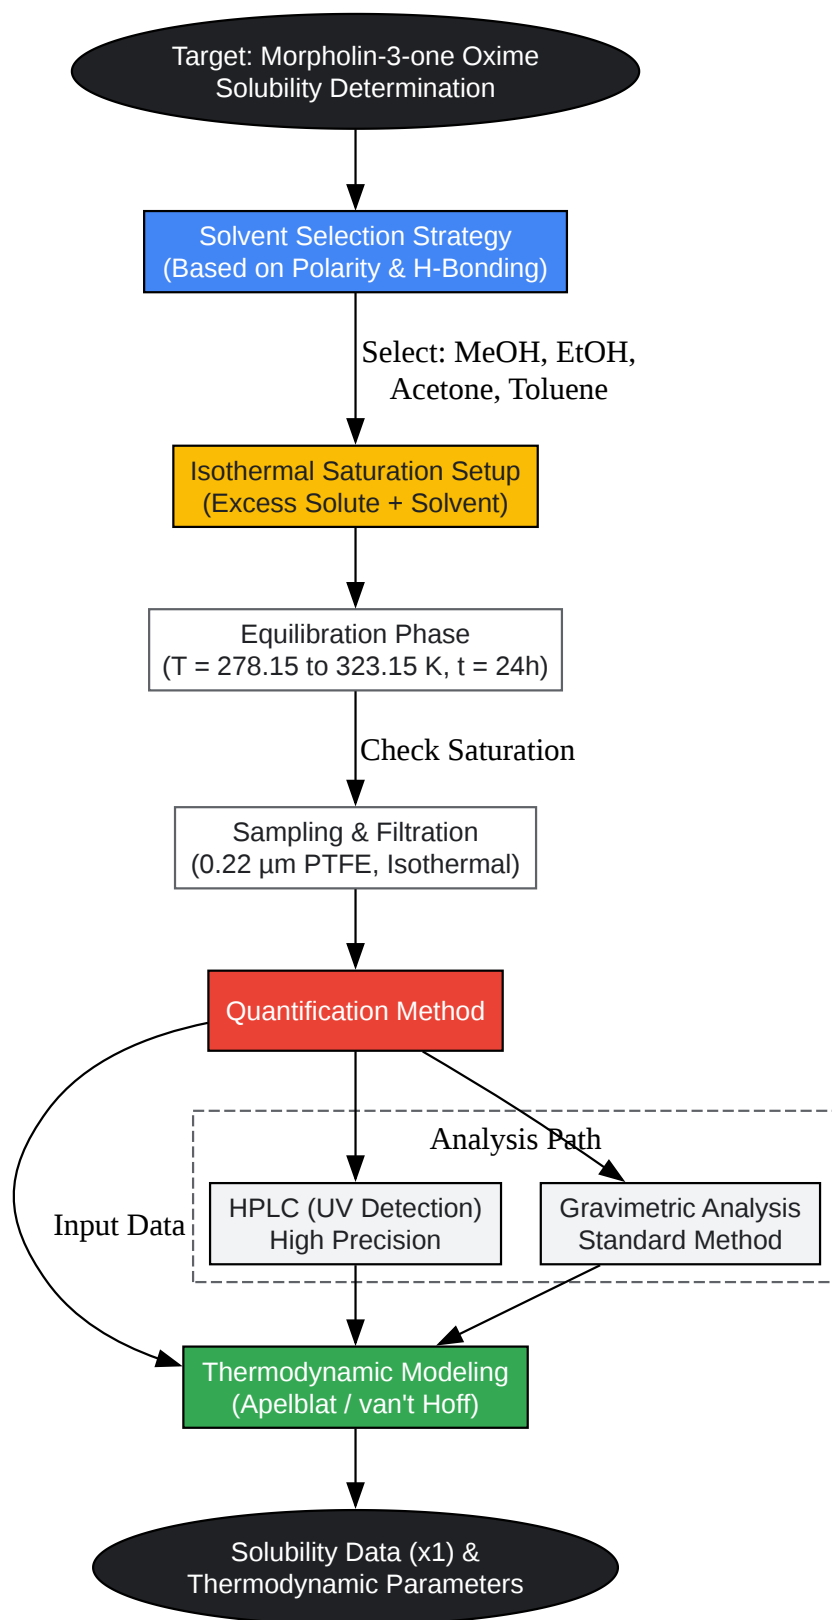 Target: Morpholin-3-one Oxime
Solubility Determination
Solvent Selection Strategy
(Based on Polarity & H-Bonding)
Select: MeOH, EtOH,
Acetone, Toluene
Isothermal Saturation Setup
(Excess Solute + Solvent)
Equilibration Phase
(T = 278.15 to 323.15 K, t = 24h)
Check Saturation
Sampling & Filtration
(0.22 µm PTFE, Isothermal)
Quantification Method
Analysis Path
HPLC (UV Detection)
High Precision
Gravimetric Analysis
Standard Method
Input Data
Thermodynamic Modeling
(Apelblat / van't Hoff)
Solubility Data (x1) &
Thermodynamic Parameters